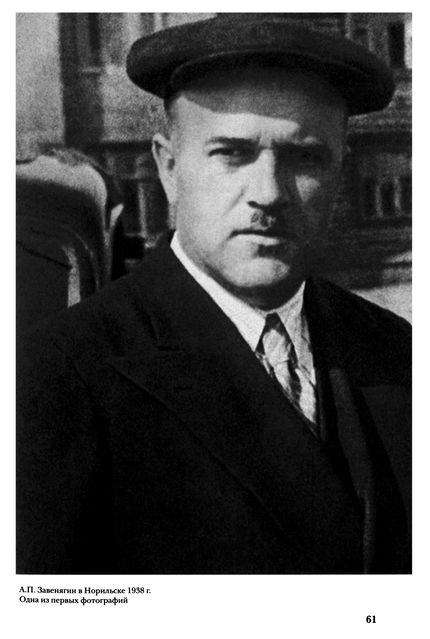 А.П. Завенягин в Норильске 1938 г.
Одна из первых фотографий
61